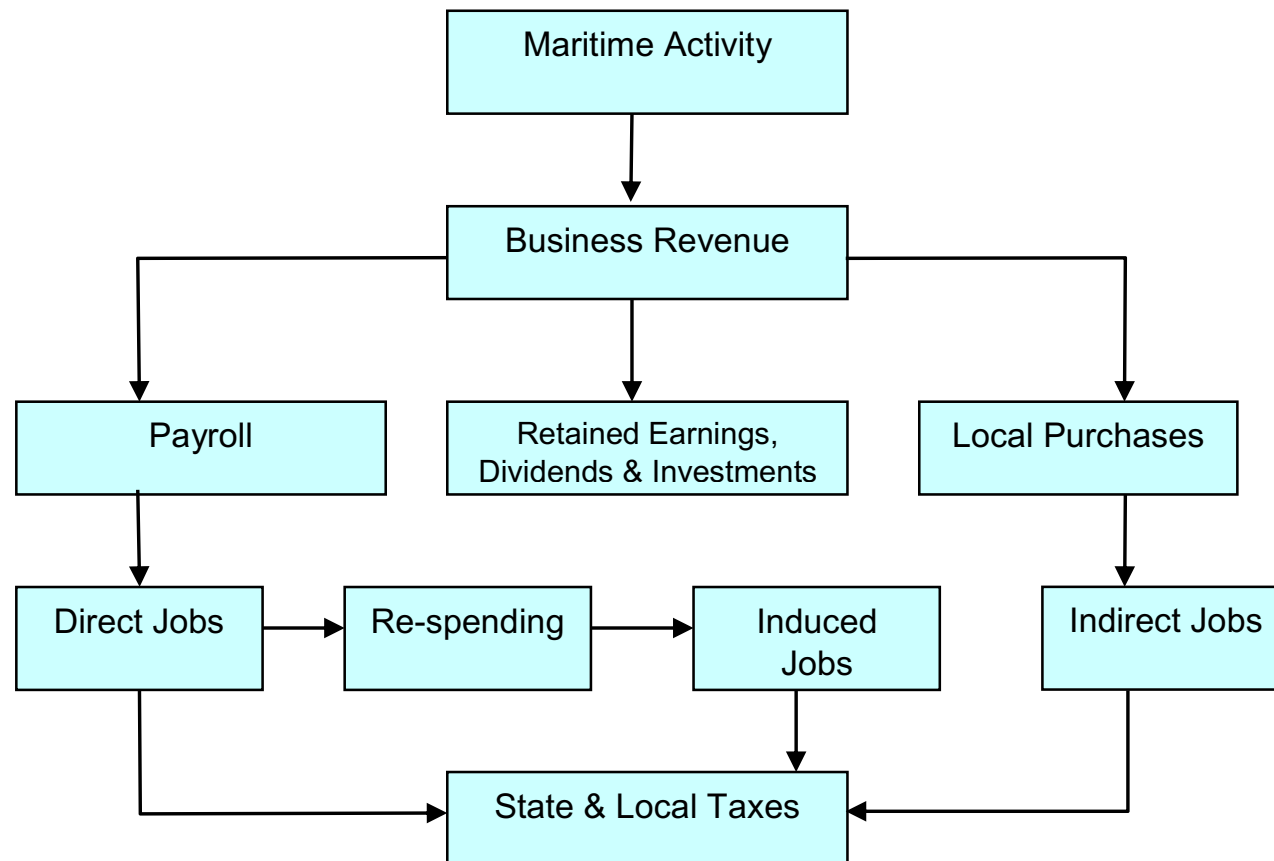 Maritime Activity
Business Revenue
Payroll
Retained Earnings,
Dividends & Investments
Local Purchases
Direct Jobs
Re-spending
Induced
Jobs
Indirect Jobs
State & Local Taxes